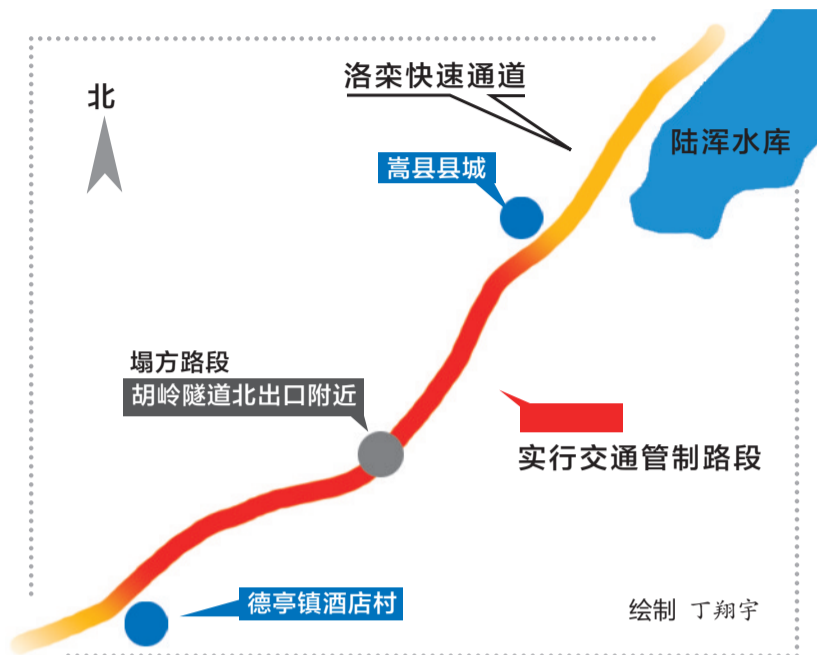 洛栾快速通道
北
陆浑水库
嵩县县城
塌方路段
胡岭隧道北出口附近
实行交通管制路段
德亭镇酒店村
绘制 丁翔宇